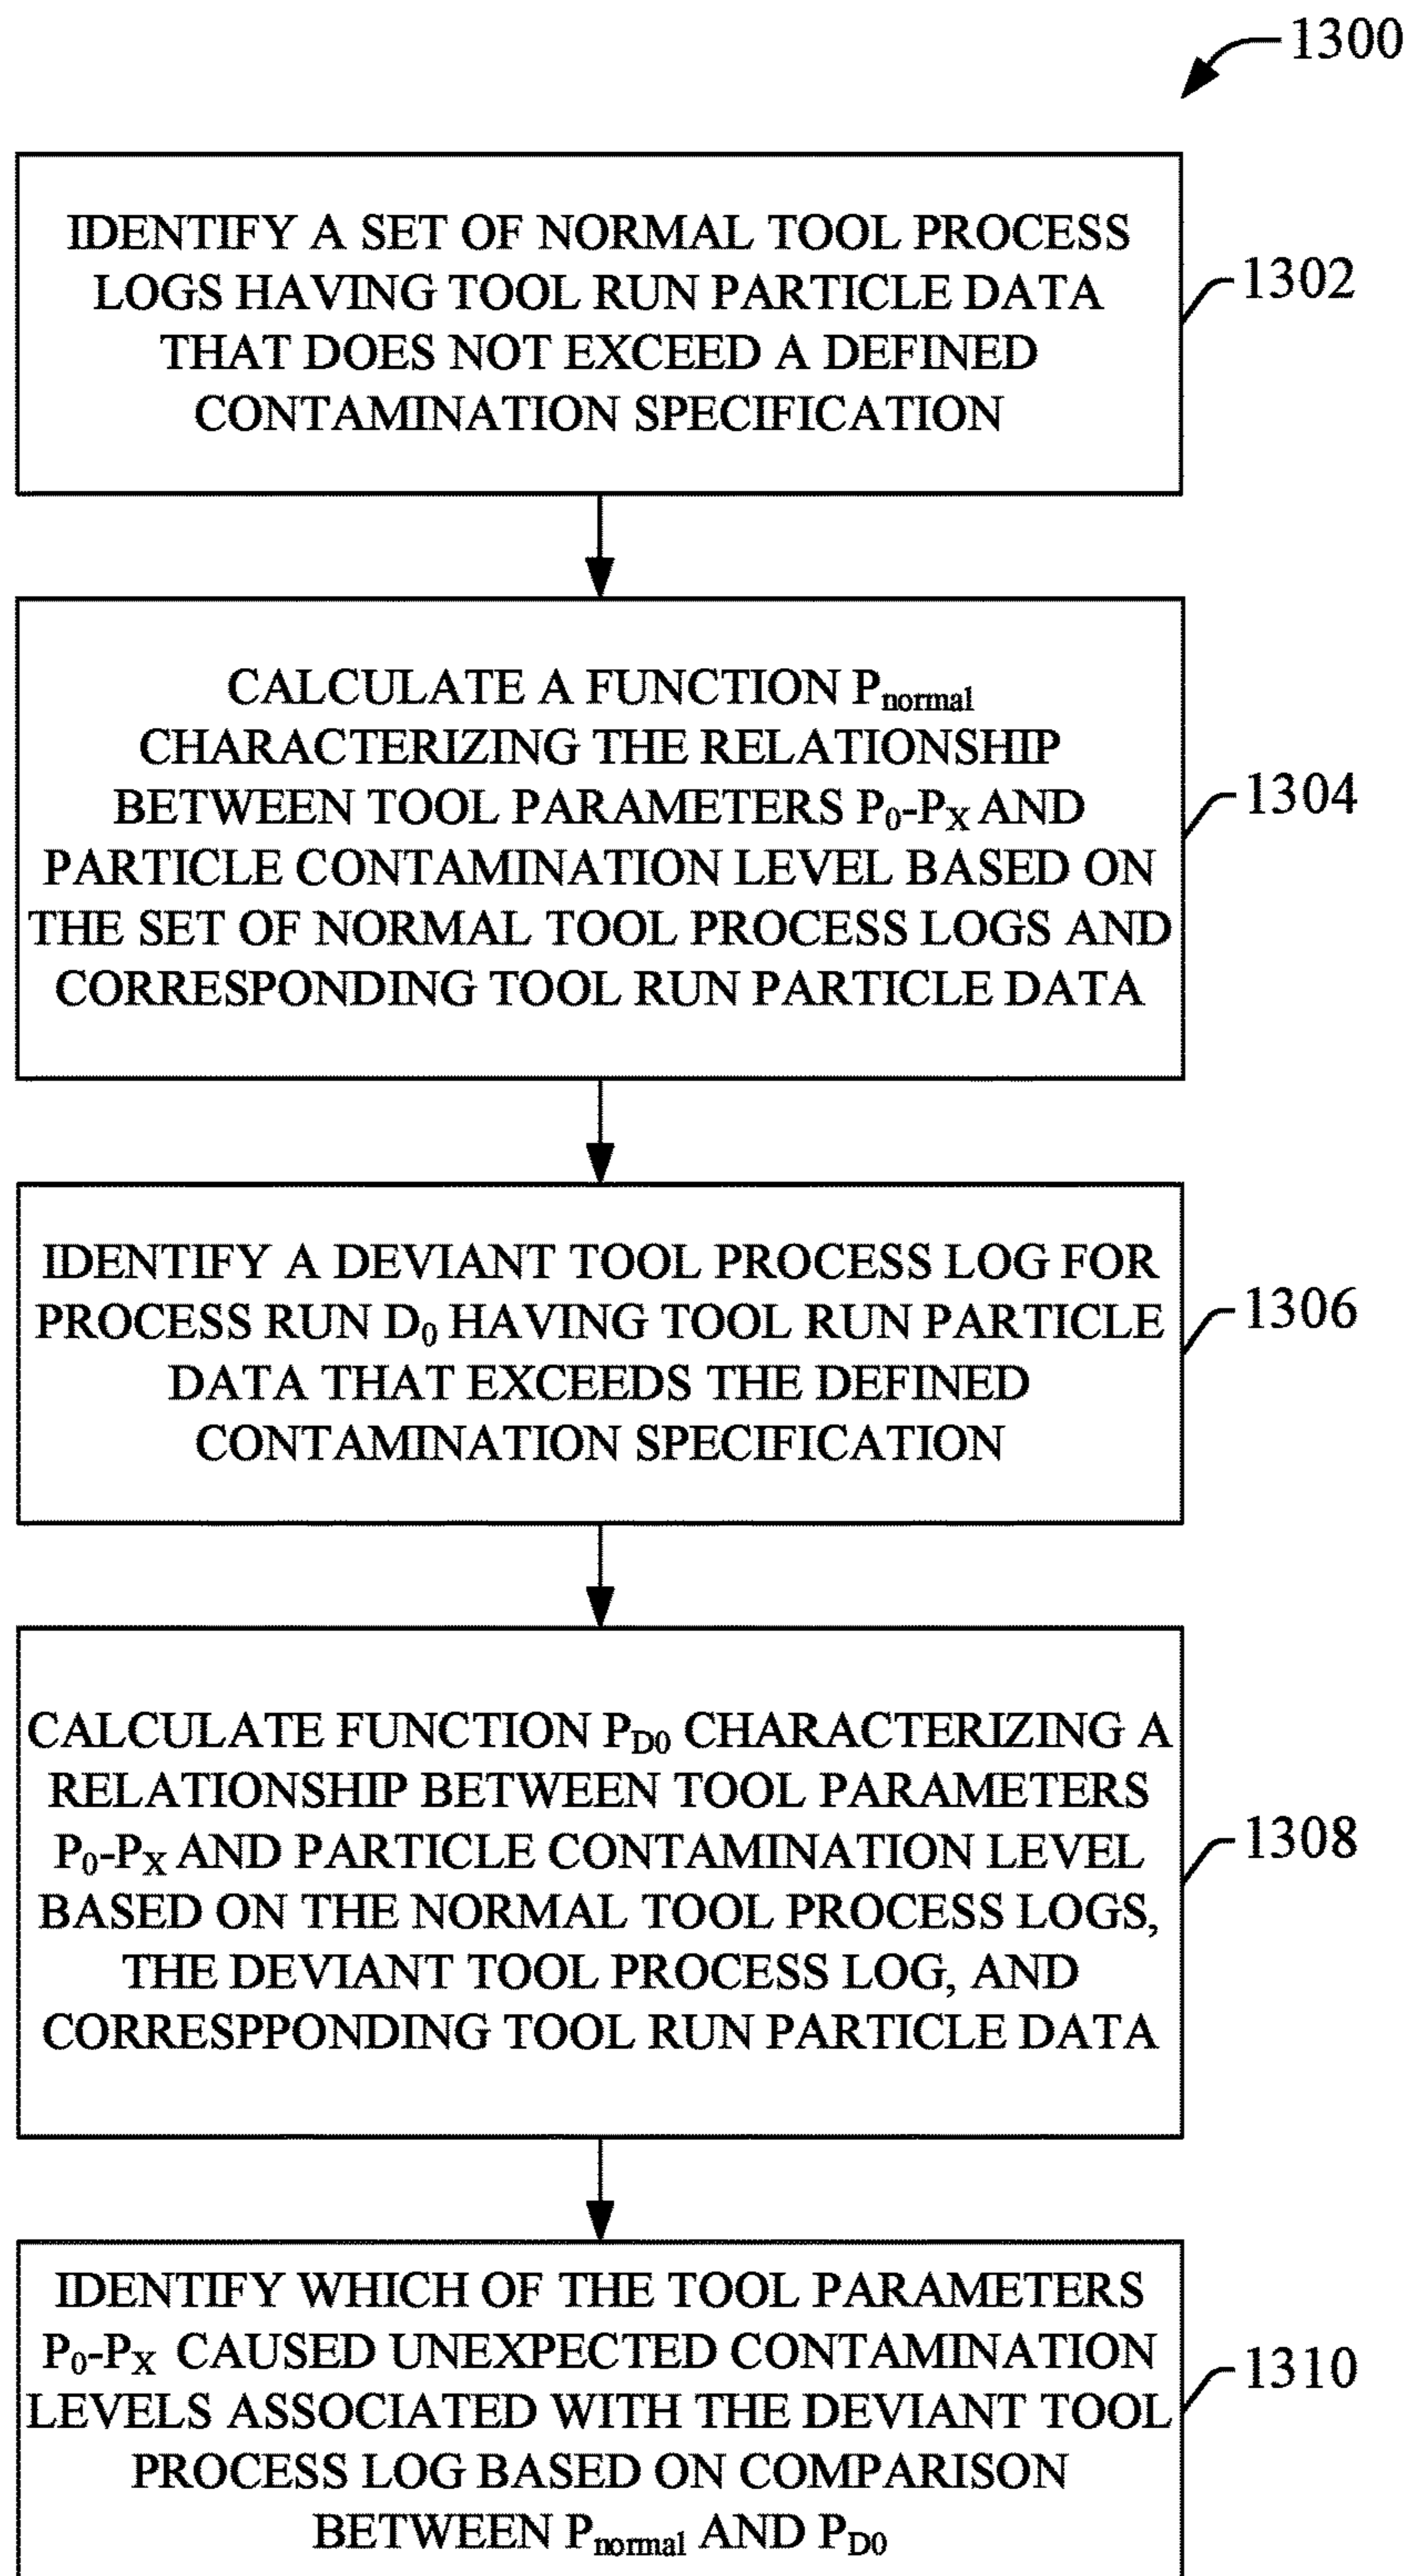 1300
IDENTIFY A SET OF NORMAL TOOL PROCESS
LOGS HAVING TOOL RUN PARTICLE DATA
THAT DOES NOT EXCEED A DEFINED
CONTAMINATION SPECIFICATION
1302
CALCULATE A FUNCTION Pnormal
CHARACTERIZING THE RELATIONSHIP
BETWEEN TOOL PARAMETERS P0-PX AND
PARTICLE CONTAMINATION LEVEL BASED ON
THE SET OF NORMAL TOOL PROCESS LOGS AND
CORRESPONDING TOOL RUN PARTICLE DATA
1304
IDENTIFY A DEVIANT TOOL PROCESS LOG FOR
PROCESS RUN D0 HAVING TOOL RUN PARTICLE
DATA THAT EXCEEDS THE DEFINED
CONTAMINATION SPECIFICATION
1306
CALCULATE FUNCTION PD0 CHARACTERIZING A
RELATIONSHIP BETWEEN TOOL PARAMETERS
P0-PX AND PARTICLE CONTAMINATION LEVEL
BASED ON THE NORMAL TOOL PROCESS LOGS,
THE DEVIANT TOOL PROCESS LOG, AND
CORRESPPONDING TOOL RUN PARTICLE DATA
1308
IDENTIFY WHICH OF THE TOOL PARAMETERS
P0-PX CAUSED UNEXPECTED CONTAMINATION
LEVELS ASSOCIATED WITH THE DEVIANT TOOL
PROCESS LOG BASED ON COMPARISON
BETWEEN Pnormal AND PD0
1310